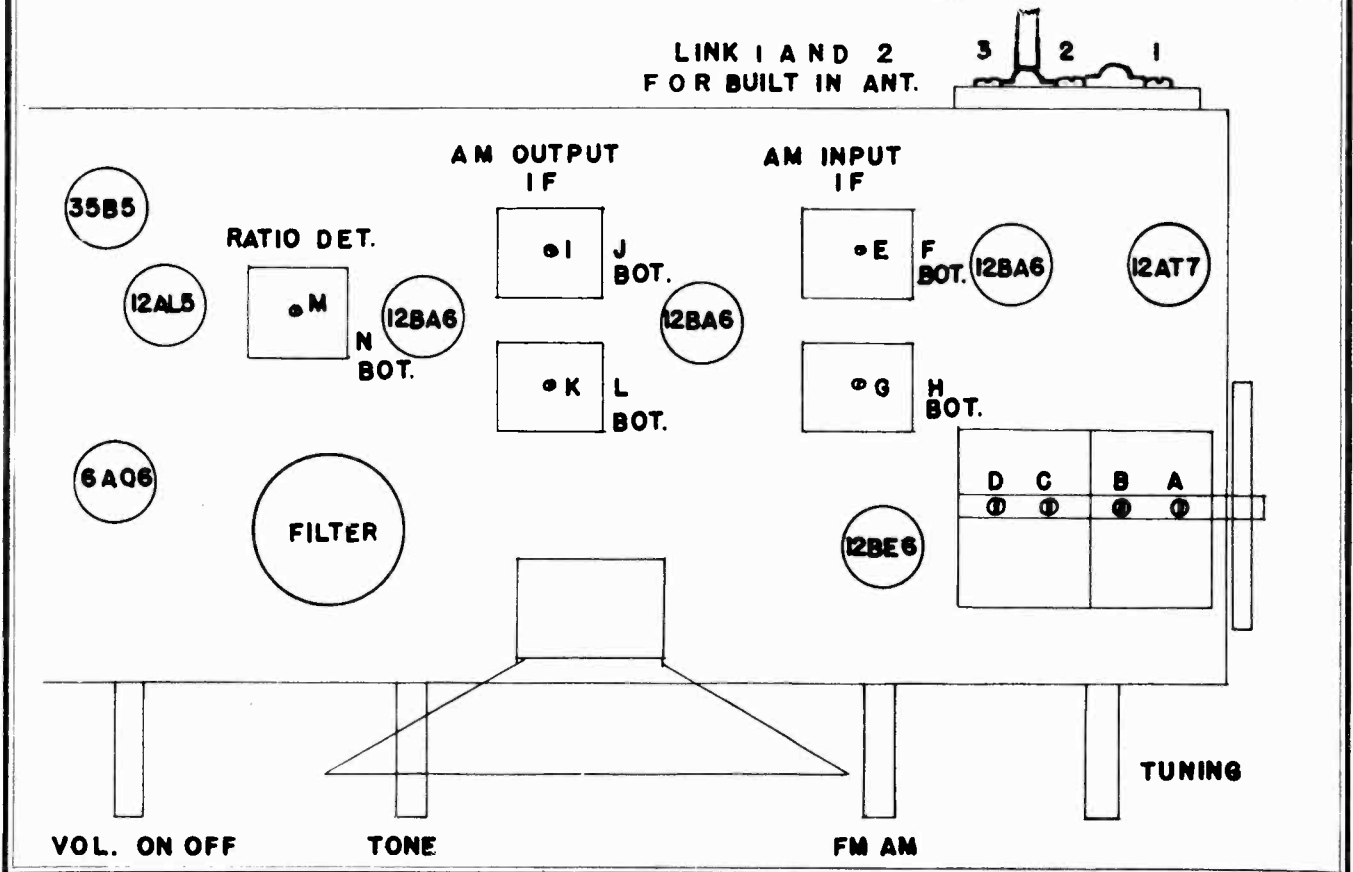 LINK 1 AND 2
FOR BUILT IN ANT.
3 2 1
AM OUTPUT
IF
AM INPUT
IF
35B5
RATIO DET.
I
J
BOT.
E
F
BOT.
12BA6
12AT7
12AL5
M
N
BOT.
12BA6
12BA6
K
L
BOT.
G
H
BOT.
6AQ6
FILTER
D C B A
12BE6
TUNING
VOL. ON OFF
TONE
FM AM